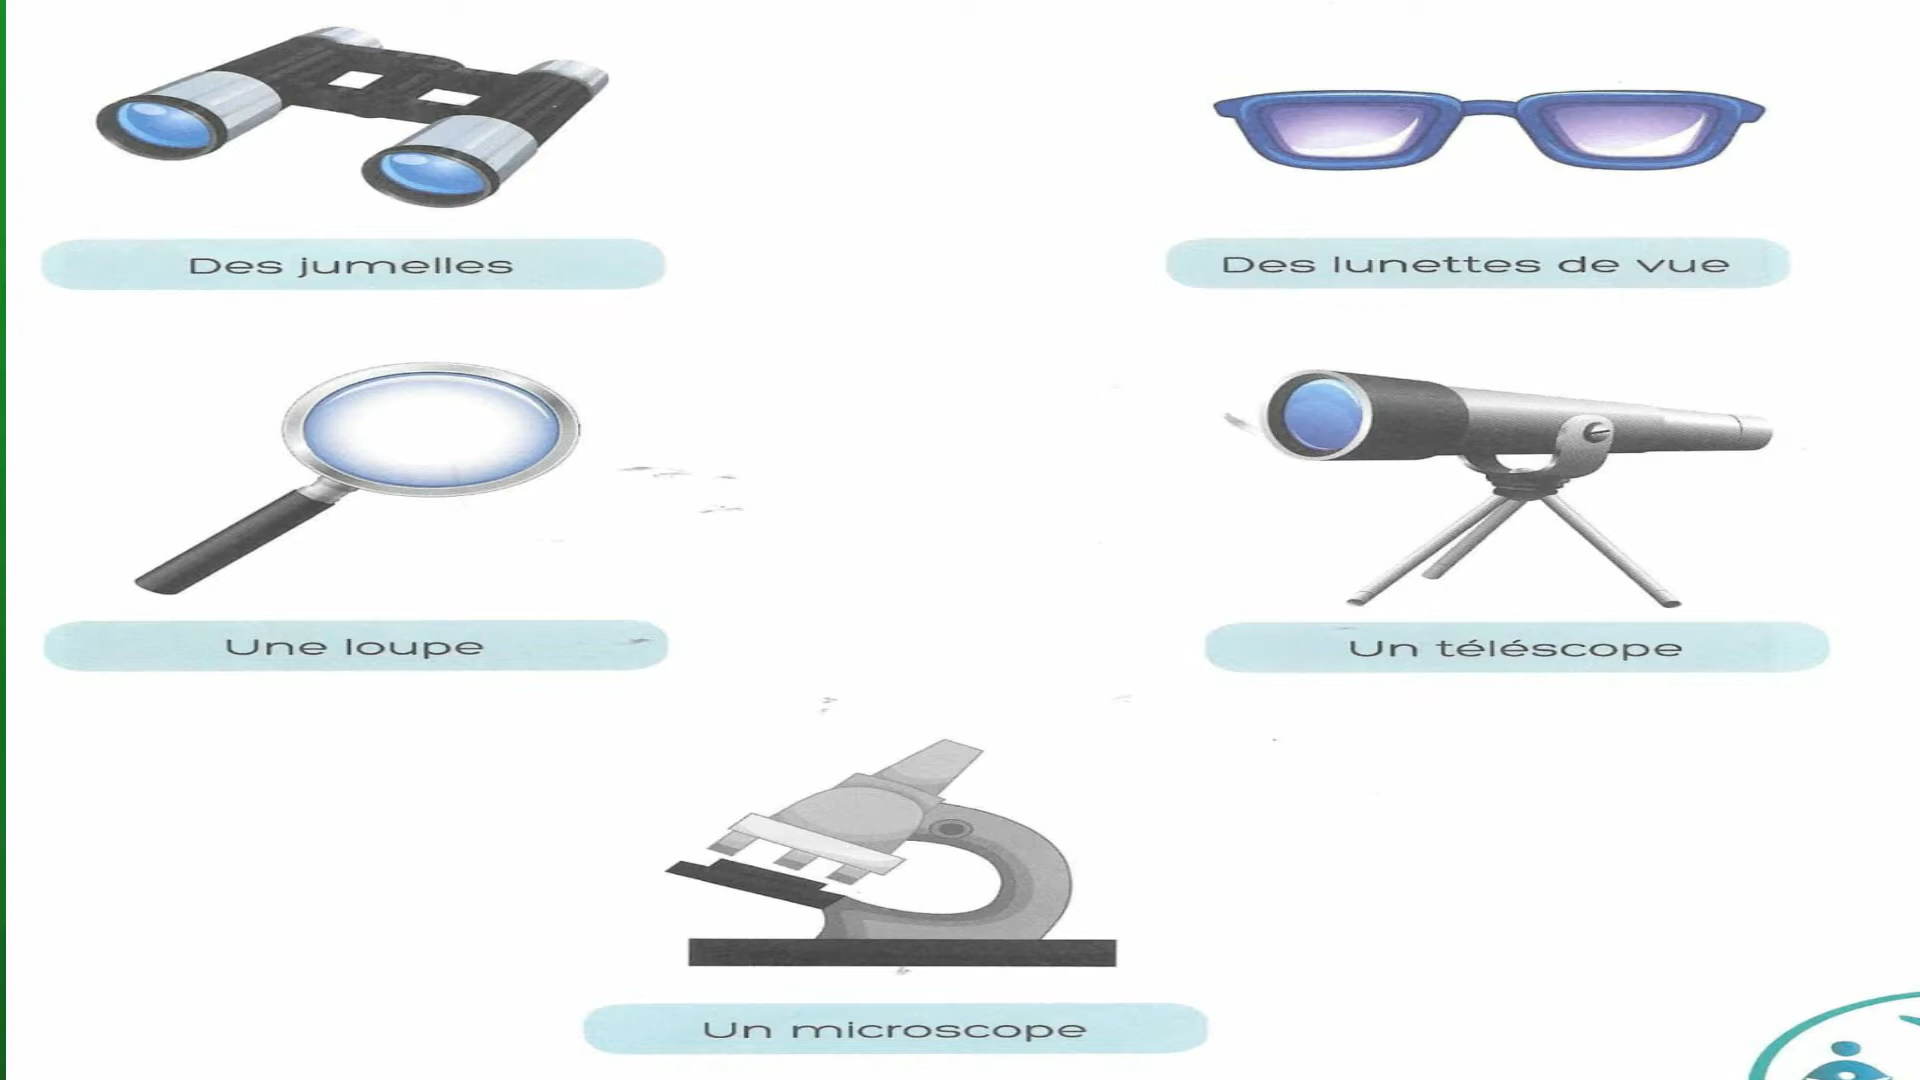 Des jumelles
Des lunettes de vue
Une loupe
Un téléscope
Un microscope